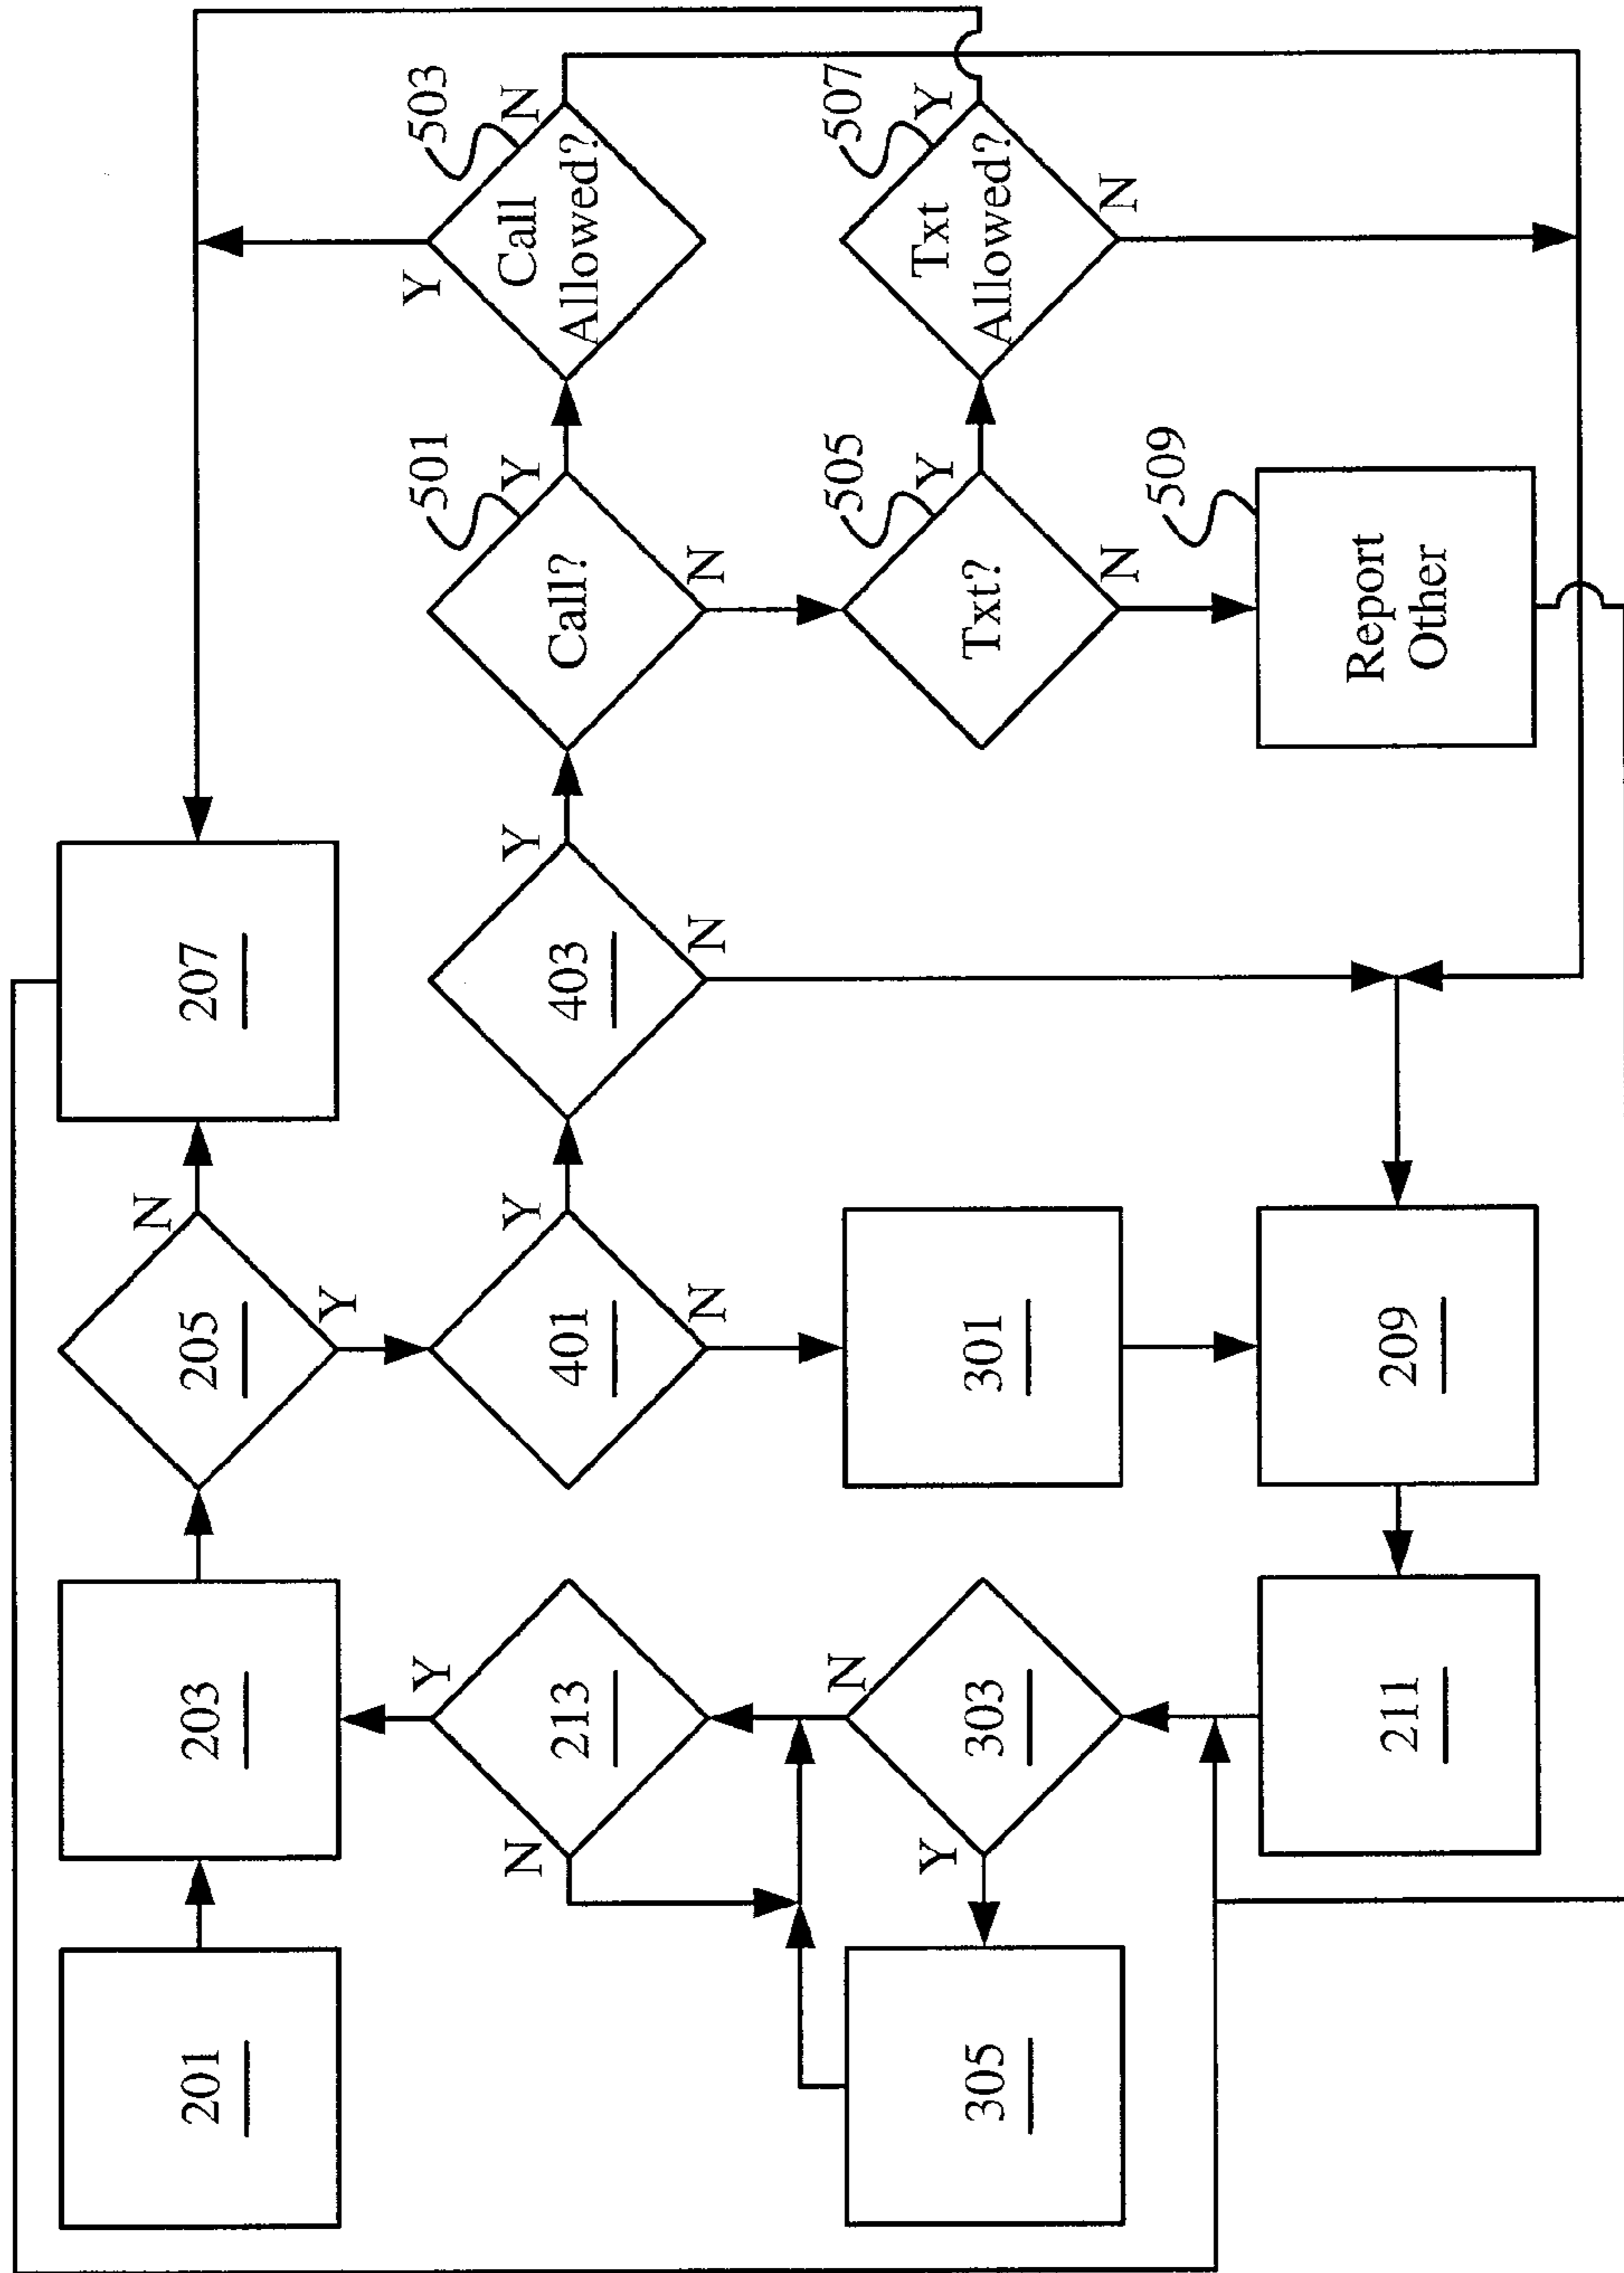 201
203
205
N
Y
207
213
Y
N
401
Y
N
403
Y
N
Call?
501
Y
N
Call
Allowed?
503
Y
N
305
303
N
Y
301
Txt?
505
Y
N
Txt
Allowed?
507
Y
N
211
209
Report
Other
509